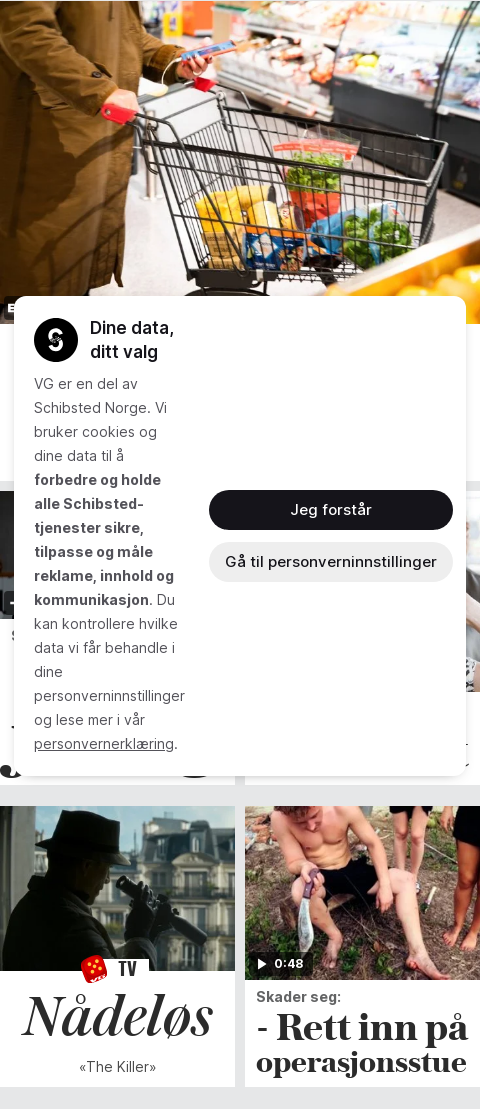 Dine data,
ditt valg
VG er en del av
Schibsted Norge. Vi
bruker cookies og
dine data til å
forbedre og holde
alle Schibsted-
tjenester sikre,
tilpasse og måle
reklame, innhold og
kommunikasjon. Du
kan kontrollere hvilke
data vi får behandle i
dine
personverninnstillinger
og lese mer i vår
personvernerklæring.
Jeg forstår
Gå til personverninnstillinger
TV
Nådeløs
«The Killer»
0:48
Skader seg:
- Rett inn på
operasjonsstue